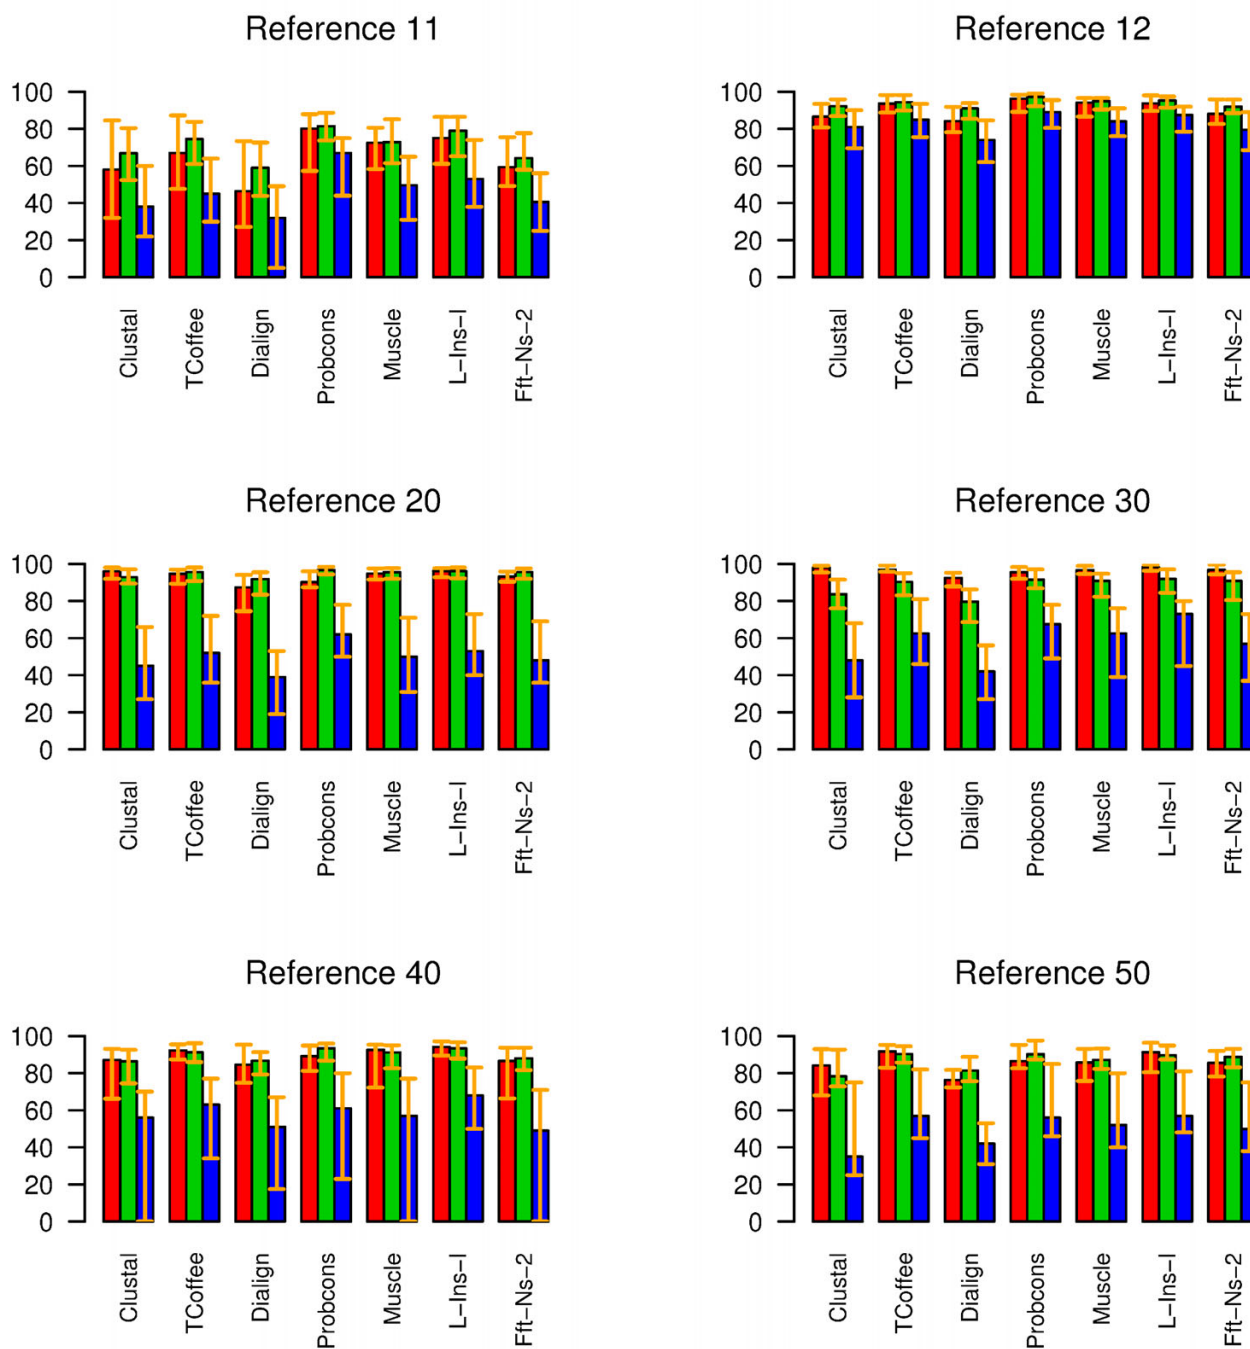 Reference 11
100
80
60
40
20
0
Clustal
TCoffee
Dialign
Probcons
Muscle
L-Ins-I
Fft-Ns-2
Reference 12
100
80
60
40
20
0
Clustal
TCoffee
Dialign
Probcons
Muscle
L-Ins-I
Fft-Ns-2
Reference 20
100
80
60
40
20
0
Clustal
TCoffee
Dialign
Probcons
Muscle
L-Ins-I
Fft-Ns-2
Reference 30
100
80
60
40
20
0
Clustal
TCoffee
Dialign
Probcons
Muscle
L-Ins-I
Fft-Ns-2
Reference 40
100
80
60
40
20
0
Clustal
TCoffee
Dialign
Probcons
Muscle
L-Ins-I
Fft-Ns-2
Reference 50
100
80
60
40
20
0
Clustal
TCoffee
Dialign
Probcons
Muscle
L-Ins-I
Fft-Ns-2